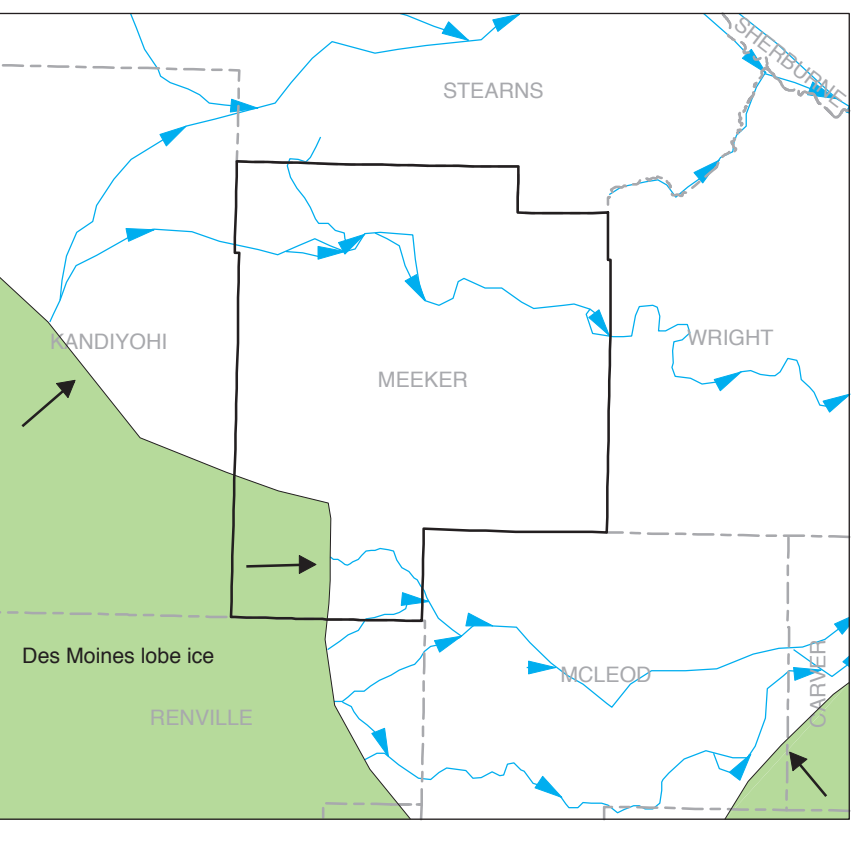 SHERBURNE
STEARNS
KANDIYOHI
WRIGHT
MEEKER
Des Moines lobe ice
MCLEOD
CARVER
RENVILLE